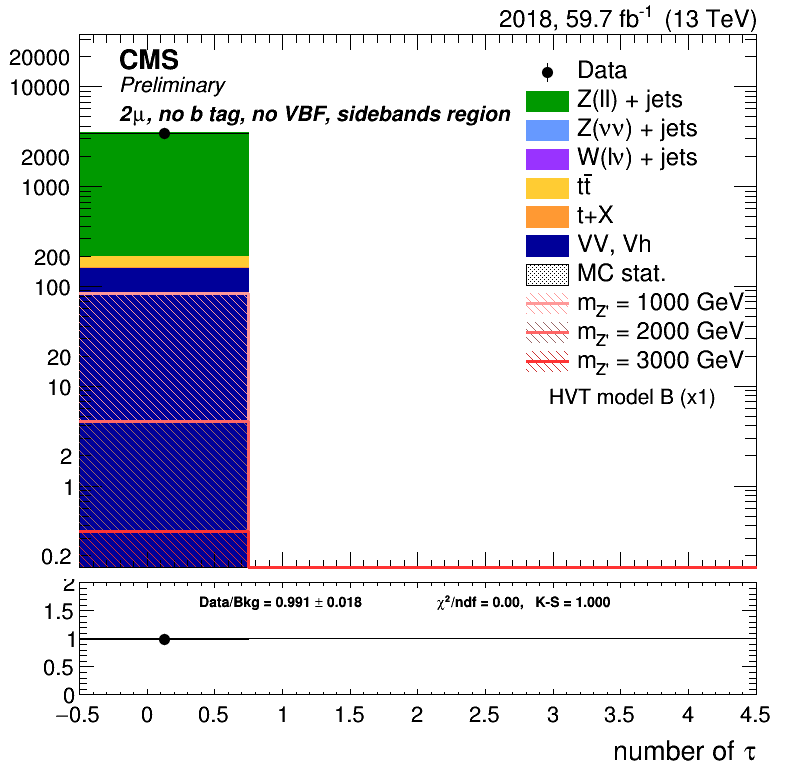 2018, 59.7 fb⁻¹ (13 TeV)
CMS
Preliminary
2μ, no b tag, no VBF, sidebands region
Data
Z(ll) + jets
Z(νν) + jets
W(lν) + jets
tt̄
t+X
VV, Vh
MC stat.
m_Z' = 1000 GeV
m_Z' = 2000 GeV
m_Z' = 3000 GeV
HVT model B (x1)
20000
10000
2000
1000
200
100
20
10
2
1
0.2
Data/Bkg = 0.991 ± 0.018
χ²/ndf = 0.00, K-S = 1.000
2
1.5
1
0.5
0
−0.5 0 0.5 1 1.5 2 2.5 3 3.5 4 4.5
number of τ